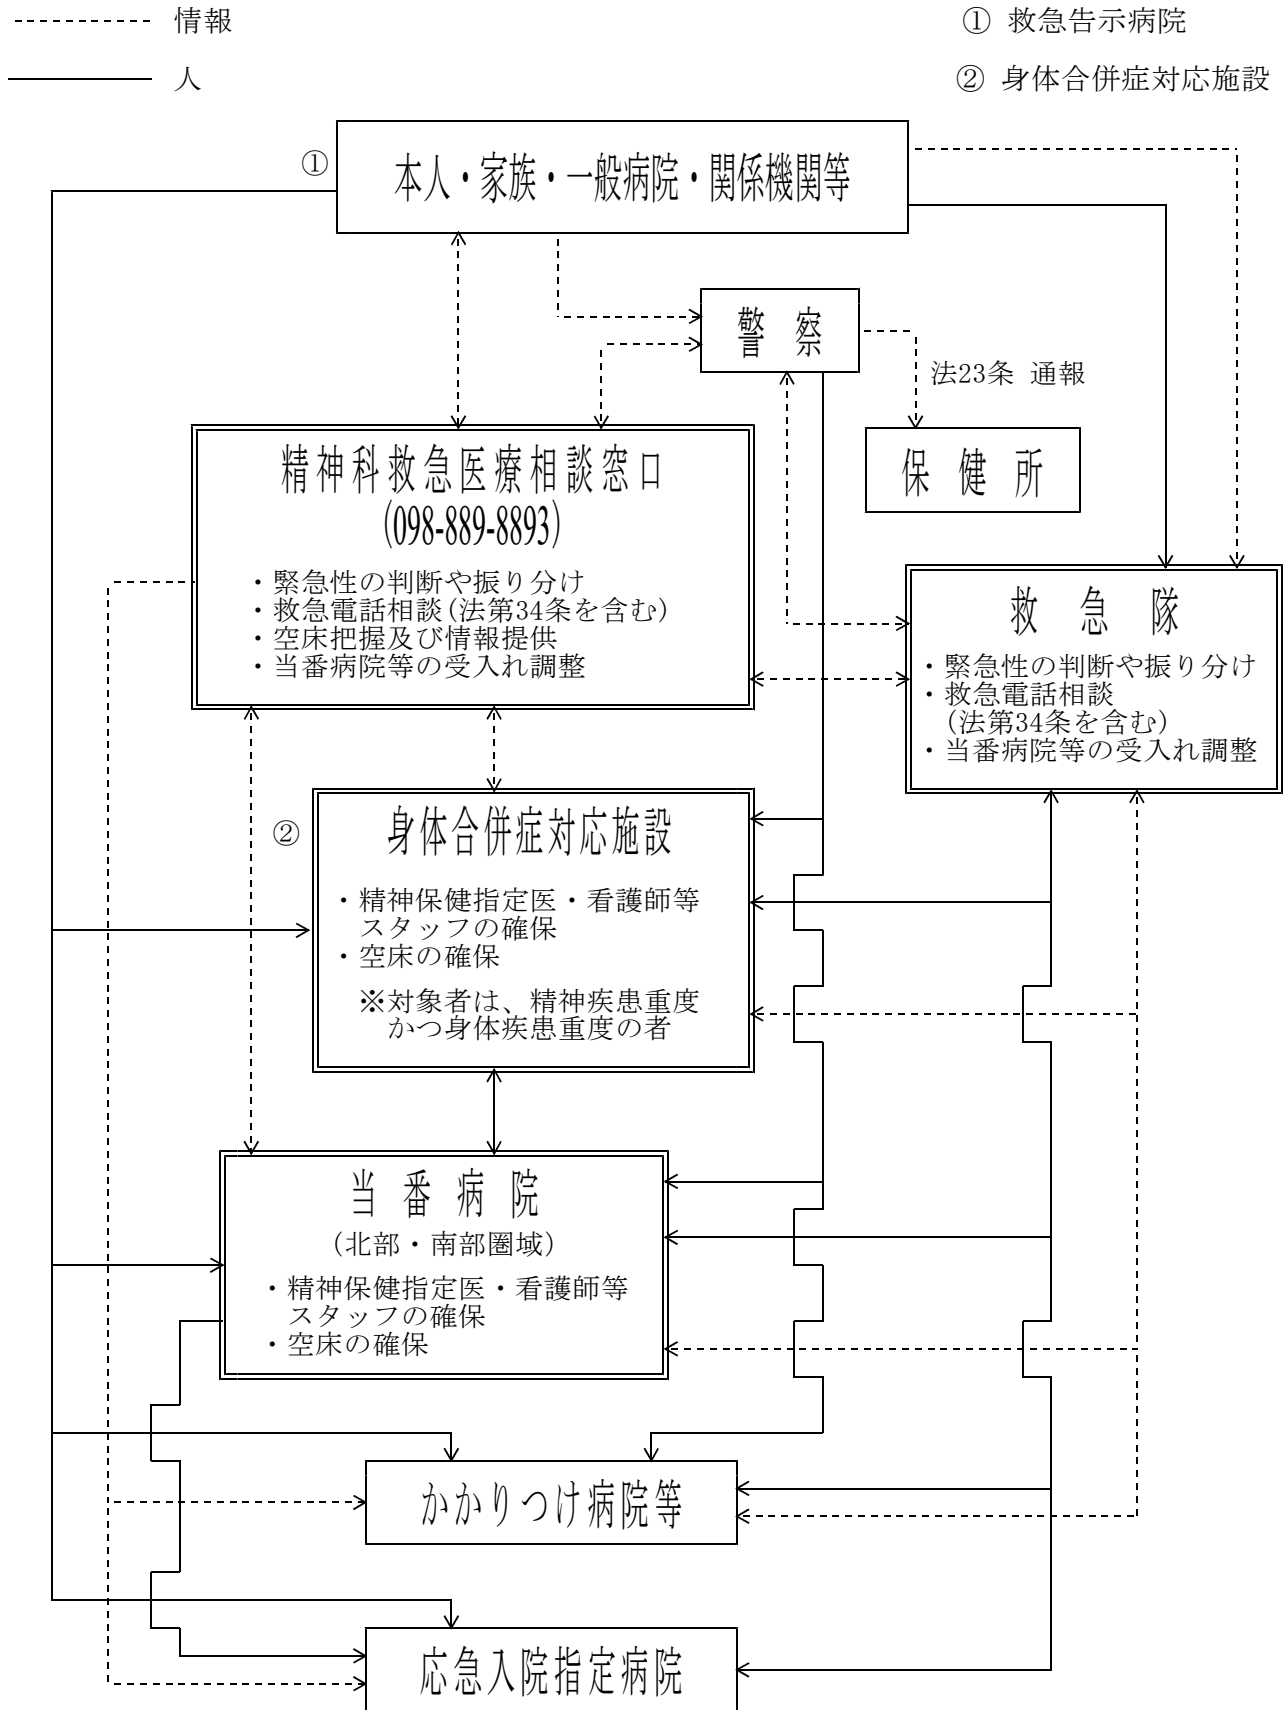 情報
① 救急告示病院
人
② 身体合併症対応施設
①
本人・家族・一般病院・関係機関等
警 察
法23条 通報
保 健 所
精神科救急医療相談窓口
(098-889-8893)
・緊急性の判断や振り分け
・救急電話相談(法第34条を含む)
・空床把握及び情報提供
・当番病院等の受入れ調整
救 急 隊
・緊急性の判断や振り分け
・救急電話相談
(法第34条を含む)
・当番病院等の受入れ調整
②
身体合併症対応施設
・精神保健指定医・看護師等
スタッフの確保
・空床の確保
※対象者は、精神疾患重度
かつ身体疾患重度の者
当 番 病 院
(北部・南部圏域)
・精神保健指定医・看護師等
スタッフの確保
・空床の確保
かかりつけ病院等
応急入院指定病院